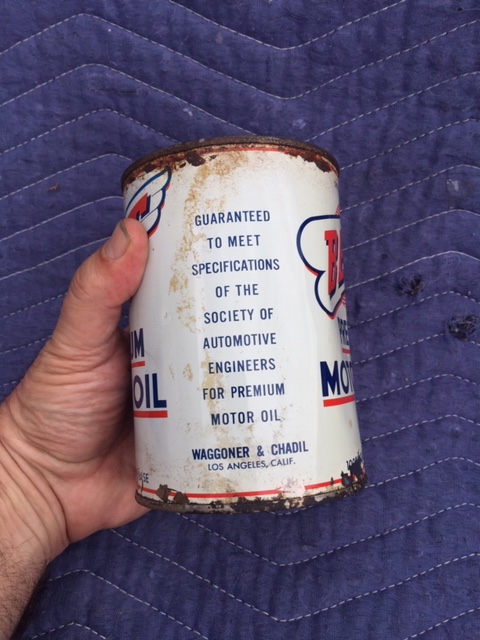 GUARANTEED
TO MEET
SPECIFICATIONS
OF THE
SOCIETY OF
AUTOMOTIVE
ENGINEERS
FOR PREMIUM
MOTOR OIL
WAGGONER & CHADIL
LOS ANGELES, CALIF.
OIL